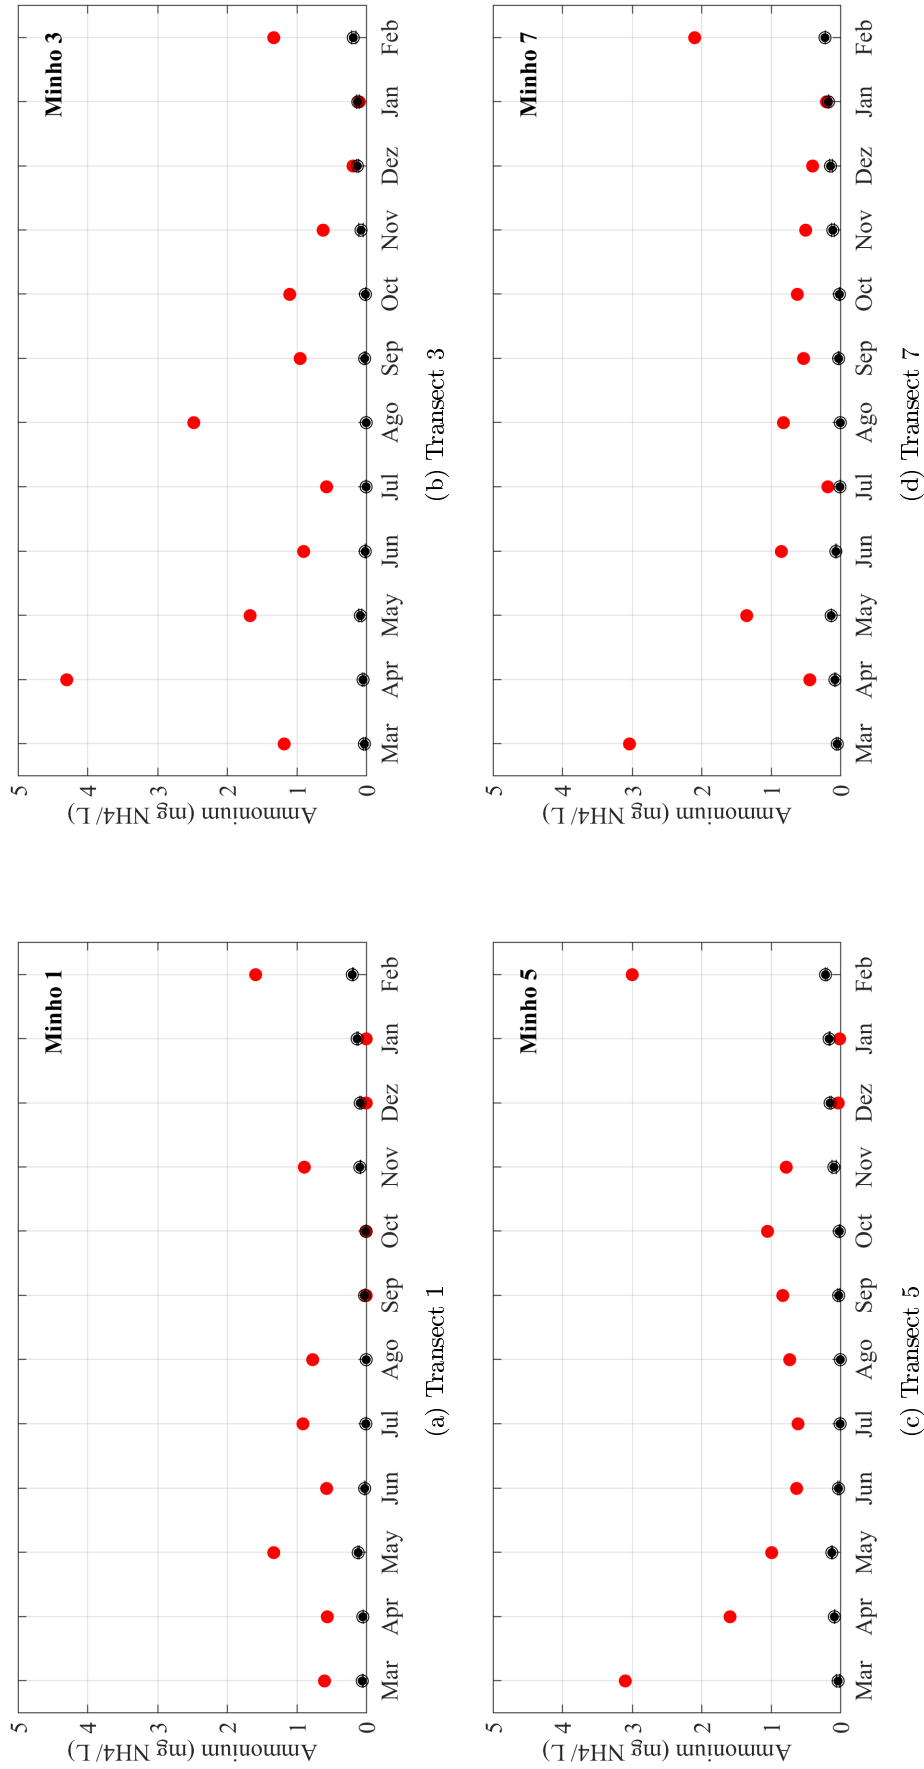 Minho 1
Ammonium (mg NH4/L)
5
4
3
2
1
0
Mar Apr May Jun Jul Ago Sep Oct Nov Dez Jan Feb
(a) Transect 1
Minho 3
Ammonium (mg NH4/L)
5
4
3
2
1
0
Mar Apr May Jun Jul Ago Sep Oct Nov Dez Jan Feb
(b) Transect 3
Minho 5
Ammonium (mg NH4/L)
5
4
3
2
1
0
Mar Apr May Jun Jul Ago Sep Oct Nov Dez Jan Feb
(c) Transect 5
Minho 7
Ammonium (mg NH4/L)
5
4
3
2
1
0
Mar Apr May Jun Jul Ago Sep Oct Nov Dez Jan Feb
(d) Transect 7